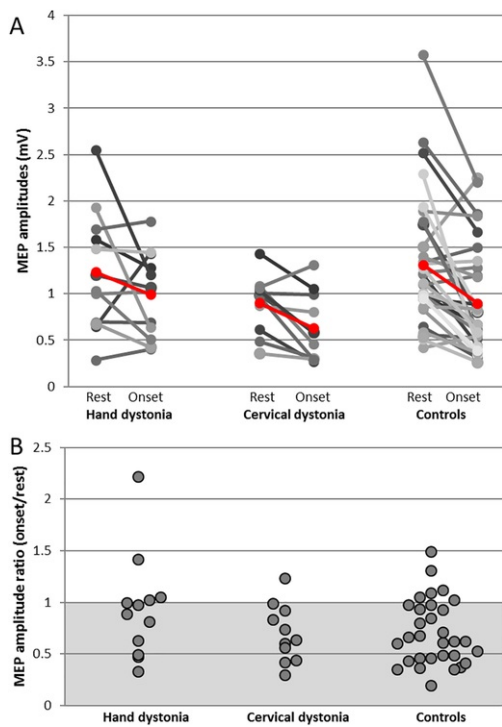 A
MEP amplitudes (mV)
4
3.5
3
2.5
2
1.5
1
0.5
0
Rest Onset Rest Onset Rest Onset
Hand dystonia Cervical dystonia Controls
B
MEP amplitude ratio (onset/rest)
2.5
2
1.5
1
0.5
0
Hand dystonia Cervical dystonia Controls